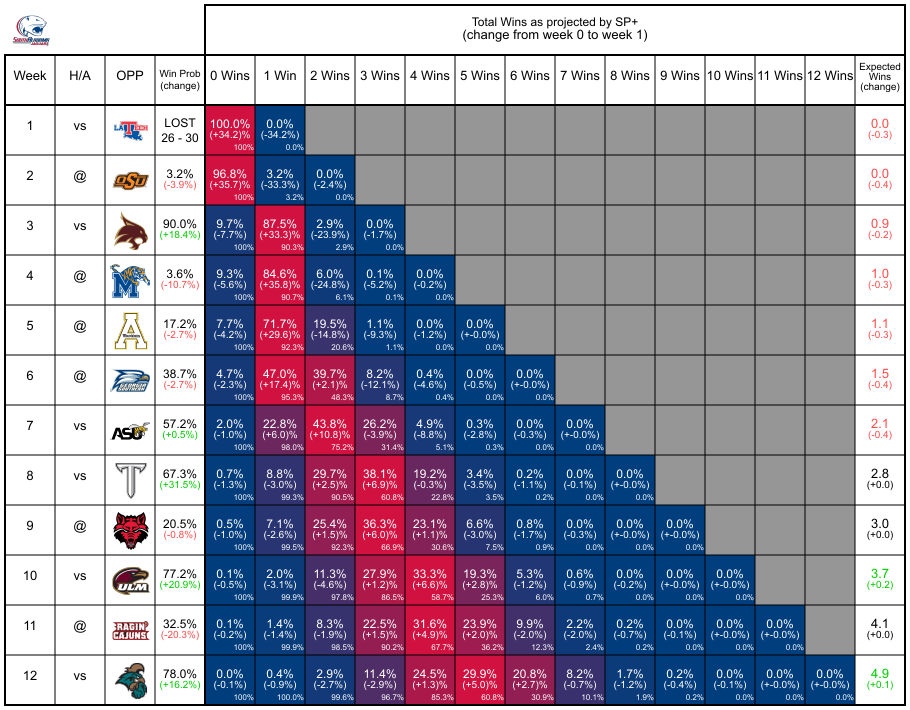 Total Wins as projected by SP+
(change from week 0 to week 1)
Week H/A OPP Win Prob (change) 0 Wins 1 Win 2 Wins 3 Wins 4 Wins 5 Wins 6 Wins 7 Wins 8 Wins 9 Wins 10 Wins 11 Wins 12 Wins Expected Wins (change)
1 vs LA TECH LOST 100.0% 0.0% 0.0
26 - 30 (+34.2)% (-34.2%) (-0.3)
100% 0.0%
2 @ OSU 3.2% 96.8% 3.2% 0.0% 0.0
(-3.9%) (+35.7)% (-33.3%) (-2.4%) (-0.4)
100% 3.2% 0.0%
3 vs 90.0% 9.7% 87.5% 2.9% 0.0% 0.9
(+18.4%) (-7.7%) (+33.3)% (-23.9%) (-1.7%) (-0.2)
100% 90.3% 2.9% 0.0%
4 @ M 3.6% 9.3% 84.6% 6.0% 0.1% 0.0% 1.0
(-10.7%) (-5.6%) (+35.8)% (-24.8%) (-5.2%) (-0.2%) (-0.3)
100% 90.7% 6.1% 0.1% 0.0%
5 @ A 17.2% 7.7% 71.7% 19.5% 1.1% 0.0% 0.0% 1.1
(-2.7%) (-4.2%) (+29.6)% (-14.8%) (-9.3%) (-1.2%) (+-0.0%) (-0.3)
100% 92.3% 20.6% 1.1% 0.0% 0.0%
6 @ 38.7% 4.7% 47.0% 39.7% 8.2% 0.4% 0.0% 0.0% 1.5
(-2.7%) (-2.3%) (+17.4)% (+2.1)% (-12.1%) (-4.6%) (-0.5%) (+-0.0%) (-0.4)
100% 95.3% 48.3% 8.7% 0.4% 0.0% 0.0%
7 vs ASU 57.2% 2.0% 22.8% 43.8% 26.2% 4.9% 0.3% 0.0% 0.0% 2.1
(+0.5%) (-1.0%) (+6.0)% (+10.8)% (-3.9%) (-8.8%) (-2.8%) (-0.3%) (+-0.0%) (-0.4)
100% 98.0% 75.2% 31.4% 5.1% 0.3% 0.0% 0.0%
8 vs T 67.3% 0.7% 8.8% 29.7% 38.1% 19.2% 3.4% 0.2% 0.0% 0.0% 2.8
(+31.5%) (-1.3%) (-3.0%) (+2.5)% (+6.9)% (-0.3%) (-3.5%) (-1.1%) (-0.1%) (+-0.0%) (+0.0)
100% 99.3% 90.5% 60.8% 22.8% 3.5% 0.2% 0.0% 0.0%
9 @ 20.5% 0.5% 7.1% 25.4% 36.3% 23.1% 6.6% 0.8% 0.0% 0.0% 0.0% 3.0
(-0.8%) (-1.0%) (-2.6%) (+1.5)% (+6.0)% (+1.1)% (-3.0%) (-1.7%) (-0.3%) (+-0.0%) (+-0.0%) (+0.0)
100% 99.5% 92.3% 66.9% 30.6% 7.5% 0.9% 0.0% 0.0% 0.0%
10 vs ULM 77.2% 0.1% 2.0% 11.3% 27.9% 33.3% 19.3% 5.3% 0.6% 0.0% 0.0% 0.0% 3.7
(+20.9%) (-0.5%) (-3.1%) (-4.6%) (+1.2)% (+6.6)% (+2.8)% (-1.2%) (-0.9%) (-0.2%) (+-0.0%) (+-0.0%) (+0.2)
100% 99.9% 97.8% 86.5% 58.7% 25.3% 6.0% 0.7% 0.0% 0.0% 0.0%
11 @ RAGIN' CAJUNS 32.5% 0.1% 1.4% 8.3% 22.5% 31.6% 23.9% 9.9% 2.2% 0.2% 0.0% 0.0% 0.0% 4.1
(-20.3%) (-0.2%) (-1.4%) (-1.9%) (+1.5)% (+4.9)% (+2.0)% (-2.0%) (-2.0%) (-0.7%) (-0.1%) (+-0.0%) (+-0.0%) (+0.0)
100% 99.9% 98.5% 90.2% 67.7% 36.2% 12.3% 2.4% 0.2% 0.0% 0.0% 0.0%
12 vs 78.0% 0.0% 0.4% 2.9% 11.4% 24.5% 29.9% 20.8% 8.2% 1.7% 0.2% 0.0% 0.0% 0.0% 4.9
(+16.2%) (-0.1%) (-0.9%) (-2.7%) (-2.9%) (+1.3)% (+5.0)% (+2.7)% (-0.7%) (-1.2%) (-0.4%) (-0.1%) (+-0.0%) (+-0.0%) (+0.1)
100% 100.0% 99.6% 96.7% 85.3% 60.8% 30.9% 10.1% 1.9% 0.2% 0.0% 0.0% 0.0%